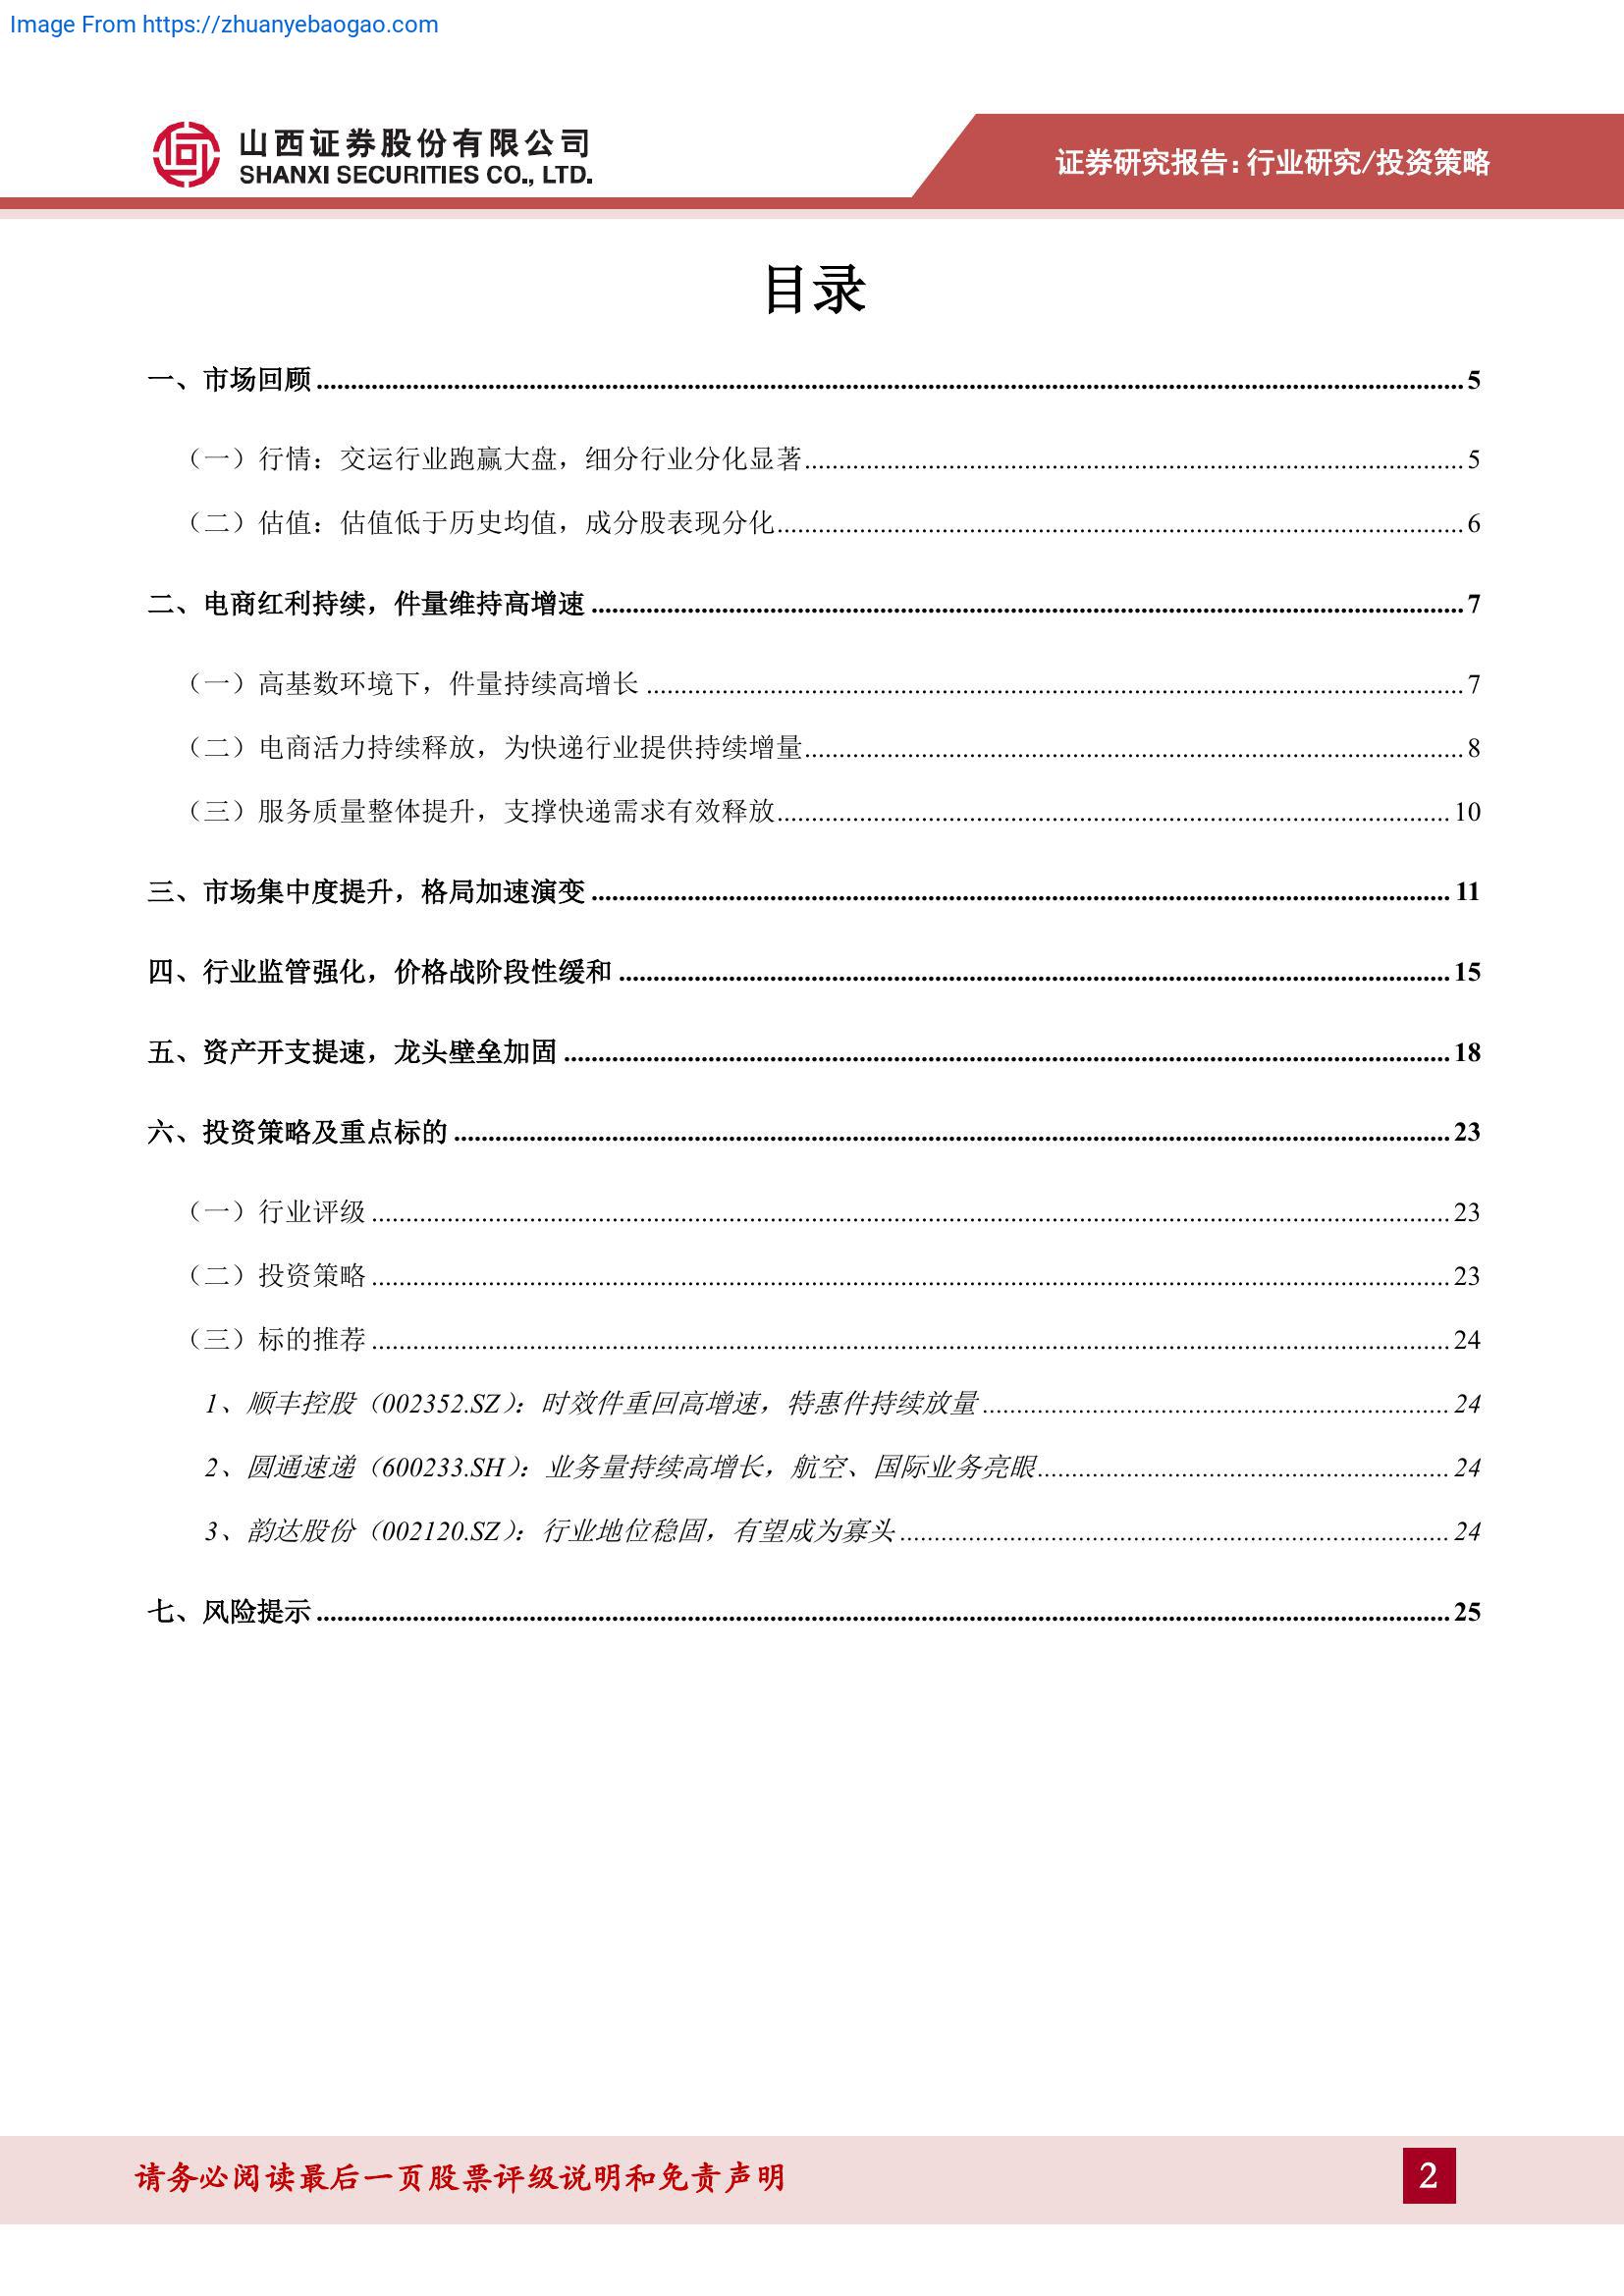 Image From https://zhuanyebaogao.com
山西证券股份有限公司
SHANXI SECURITIES CO., LTD.
证券研究报告：行业研究/投资策略
目录
一、市场回顾 5
（一）行情：交运行业跑赢大盘，细分行业分化显著 5
（二）估值：估值低于历史均值，成分股表现分化 6
二、电商红利持续，件量维持高增速 7
（一）高基数环境下，件量持续高增长 7
（二）电商活力持续释放，为快递行业提供持续增量 8
（三）服务质量整体提升，支撑快递需求有效释放 10
三、市场集中度提升，格局加速演变 11
四、行业监管强化，价格战阶段性缓和 15
五、资产开支提速，龙头壁垒加固 18
六、投资策略及重点标的 23
（一）行业评级 23
（二）投资策略 23
（三）标的推荐 24
1、顺丰控股（002352.SZ）：时效件重回高增速，特惠件持续放量 24
2、圆通速递（600233.SH）：业务量持续高增长，航空、国际业务亮眼 24
3、韵达股份（002120.SZ）：行业地位稳固，有望成为寡头 24
七、风险提示 25
请务必阅读最后一页股票评级说明和免责声明
2